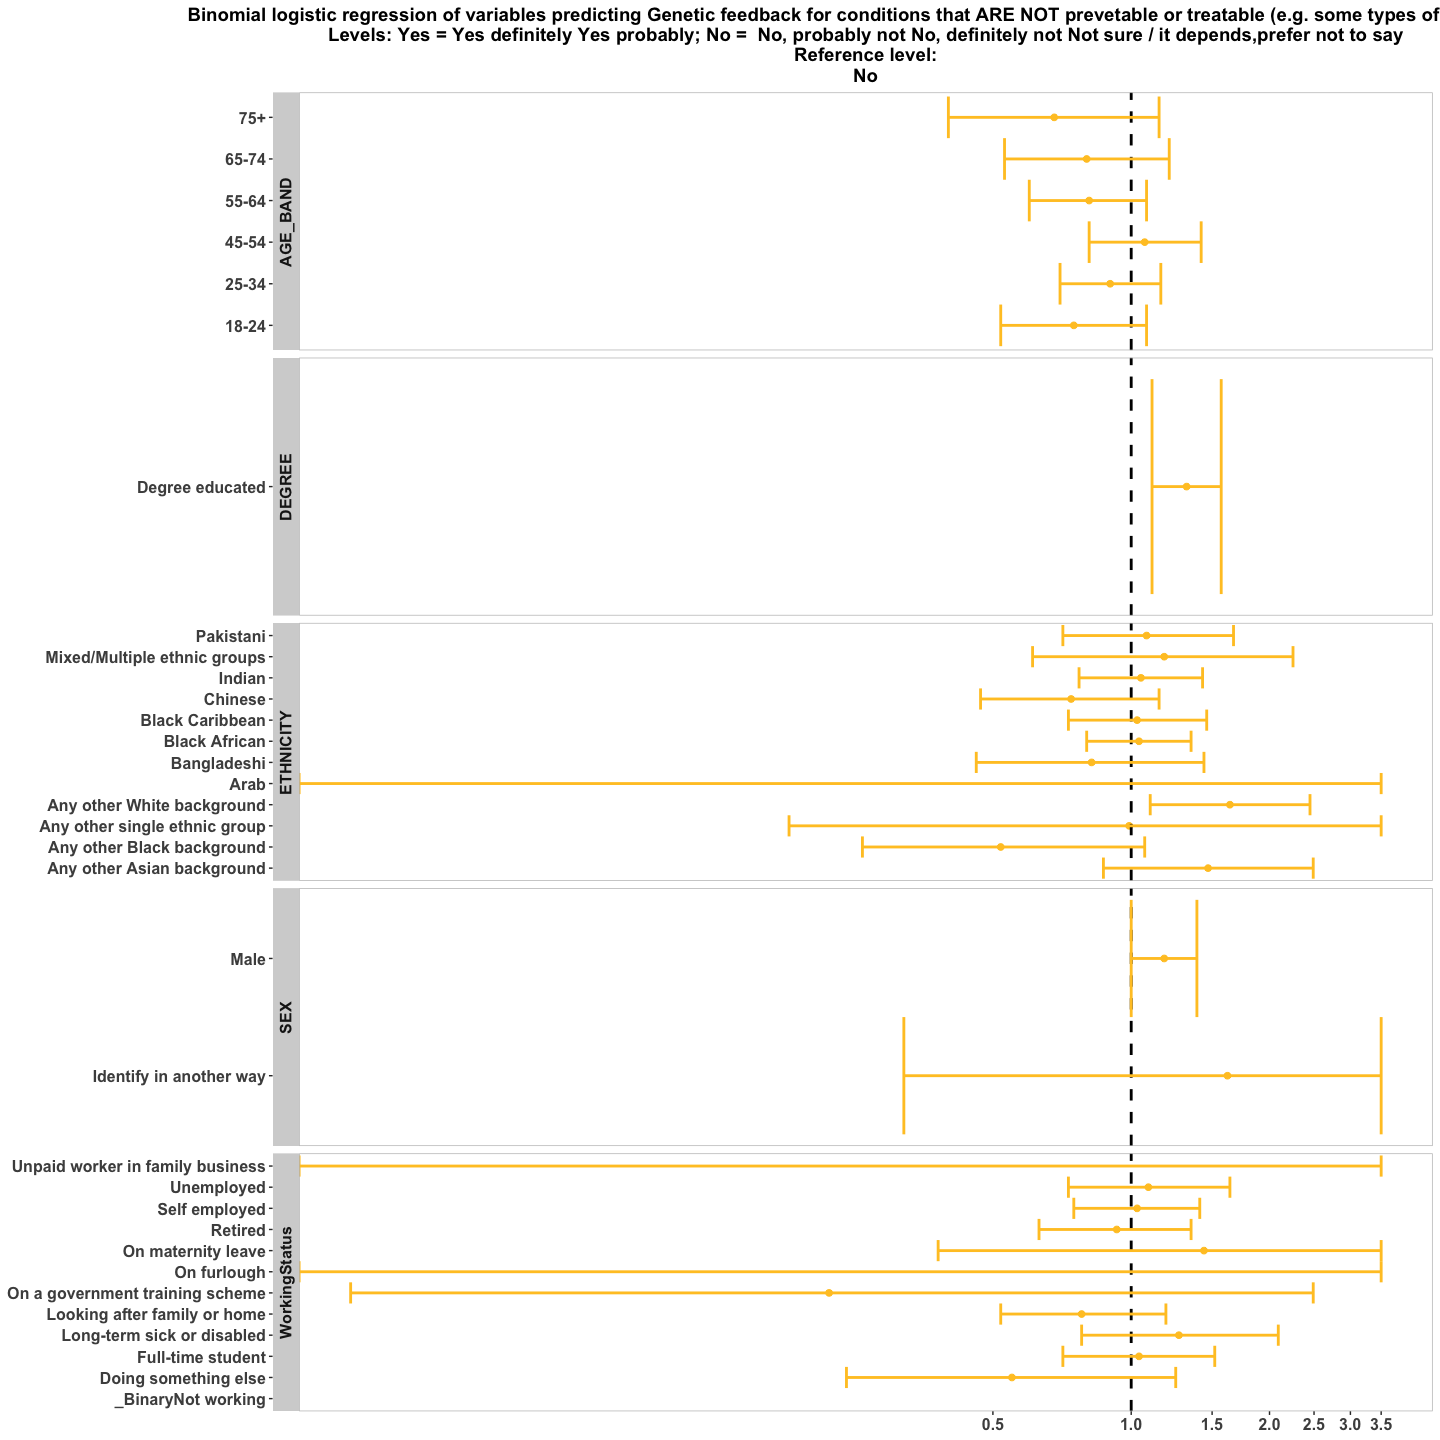 Binomial logistic regression of variables predicting Genetic feedback for conditions that ARE NOT prevetable or treatable (e.g. some types of
Levels: Yes = Yes definitely Yes probably; No = No, probably not No, definitely not Not sure / it depends,prefer not to say
Reference level:
No
AGE_BAND
75+
65-74
55-64
45-54
25-34
18-24
DEGREE
Degree educated
ETHNICITY
Pakistani
Mixed/Multiple ethnic groups
Indian
Chinese
Black Caribbean
Black African
Bangladeshi
Arab
Any other White background
Any other single ethnic group
Any other Black background
Any other Asian background
SEX
Male
Identify in another way
WorkingStatus
Unpaid worker in family business
Unemployed
Self employed
Retired
On maternity leave
On furlough
On a government training scheme
Looking after family or home
Long-term sick or disabled
Full-time student
Doing something else
_BinaryNot working
0.5 1.0 1.5 2.0 2.5 3.0 3.5